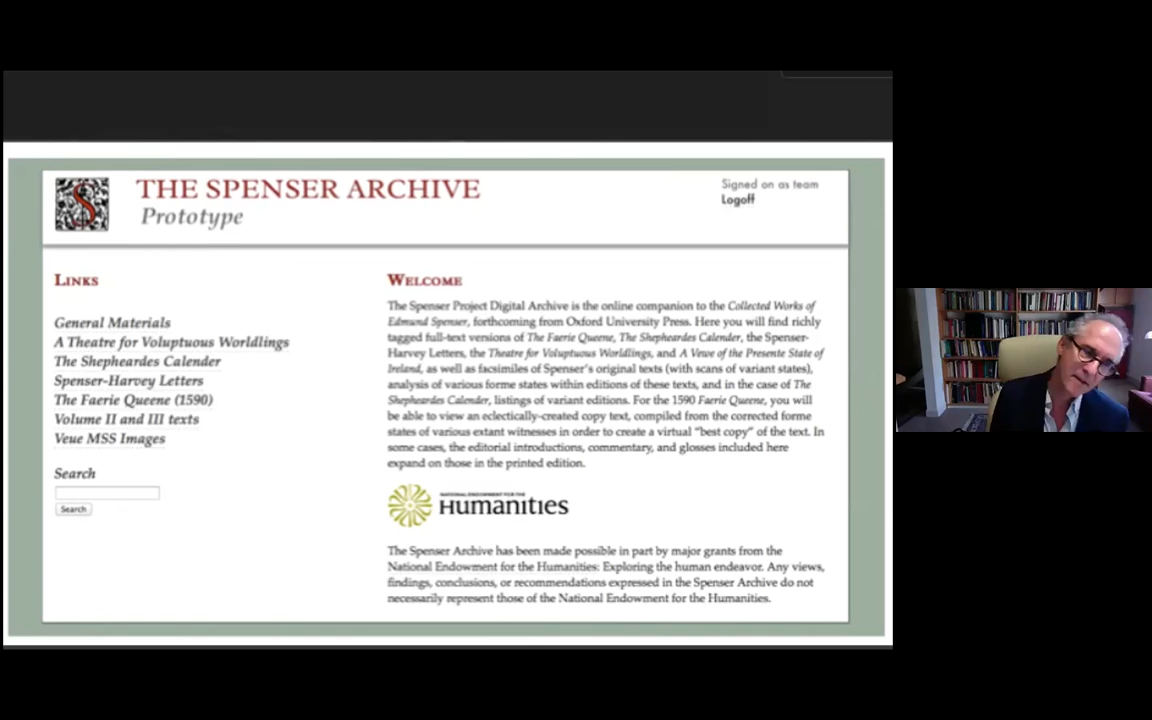 THE SPENSER ARCHIVE
Prototype
Signed on as team
Logoff
LINKS
General Materials
A Theatre for Voluptuous Worldlings
The Shepheardes Calender
Spenser-Harvey Letters
The Faerie Queene (1590)
Volume II and III texts
Veue MSS Images
Search
Search
WELCOME
The Spenser Project Digital Archive is the online companion to the Collected Works of
Edmund Spenser, forthcoming from Oxford University Press. Here you will find richly
tagged full-text versions of The Faerie Queene, The Shepheardes Calender, the Spenser-
Harvey Letters, the Theatre for Voluptuous Worldlings, and A Vewe of the Presente State of
Ireland, as well as facsimiles of Spenser's original texts (with scans of variant states),
analysis of various forme states within editions of these texts, and in the case of The
Shepheardes Calender, listings of variant editions. For the 1590 Faerie Queene, you will
be able to view an eclectically-created copy text, compiled from the corrected forme
states of various extant witnesses in order to create a virtual "best copy" of the text. In
some cases, the editorial introductions, commentary, and glosses included here
expand on those in the printed edition.
NATIONAL ENDOWMENT FOR THE
Humanities
The Spenser Archive has been made possible in part by major grants from the
National Endowment for the Humanities: Exploring the human endeavor. Any views,
findings, conclusions, or recommendations expressed in the Spenser Archive do not
necessarily represent those of the National Endowment for the Humanities.